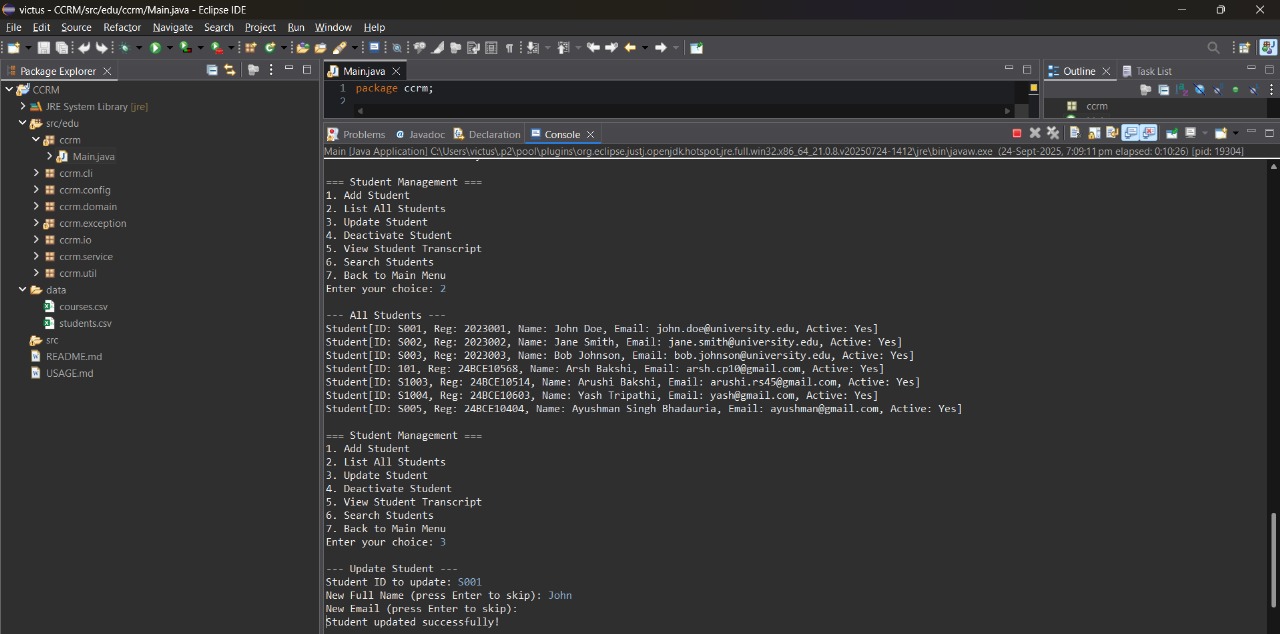 victus - CCRM/src/edu/ccrm/Main.java - Eclipse IDE
File Edit Source Refactor Navigate Search Project Run Window Help
Package Explorer
CCRM
JRE System Library [jre]
src/edu
ccrm
Main.java
ccrm.cli
ccrm.config
ccrm.domain
ccrm.exception
ccrm.io
ccrm.service
ccrm.util
data
courses.csv
students.csv
src
README.md
USAGE.md
Main.java
1 package ccrm;
2
Outline Task List
ccrm
Problems Javadoc Declaration Console
Main [Java Application] C:\Users\victus\.p2\pool\plugins\org.eclipse.justj.openjdk.hotspot.jre.full.win32.x86_64_21.0.8.v20250724-1412\jre\bin\javaw.exe (24-Sept-2025, 7:09:11 pm elapsed: 0:10:26) [pid: 19304]
=== Student Management ===
1. Add Student
2. List All Students
3. Update Student
4. Deactivate Student
5. View Student Transcript
6. Search Students
7. Back to Main Menu
Enter your choice: 2
--- All Students ---
Student[ID: S001, Reg: 2023001, Name: John Doe, Email: john.doe@university.edu, Active: Yes]
Student[ID: S002, Reg: 2023002, Name: Jane Smith, Email: jane.smith@university.edu, Active: Yes]
Student[ID: S003, Reg: 2023003, Name: Bob Johnson, Email: bob.johnson@university.edu, Active: Yes]
Student[ID: 101, Reg: 24BCE10568, Name: Arsh Bakshi, Email: arsh.cp10@gmail.com, Active: Yes]
Student[ID: S1003, Reg: 24BCE10514, Name: Arushi Bakshi, Email: arushi.rs45@gmail.com, Active: Yes]
Student[ID: S1004, Reg: 24BCE10603, Name: Yash Tripathi, Email: yash@gmail.com, Active: Yes]
Student[ID: S005, Reg: 24BCE10404, Name: Ayushman Singh Bhadauria, Email: ayushman@gmail.com, Active: Yes]
=== Student Management ===
1. Add Student
2. List All Students
3. Update Student
4. Deactivate Student
5. View Student Transcript
6. Search Students
7. Back to Main Menu
Enter your choice: 3
--- Update Student ---
Student ID to update: S001
New Full Name (press Enter to skip): John
New Email (press Enter to skip):
Student updated successfully!